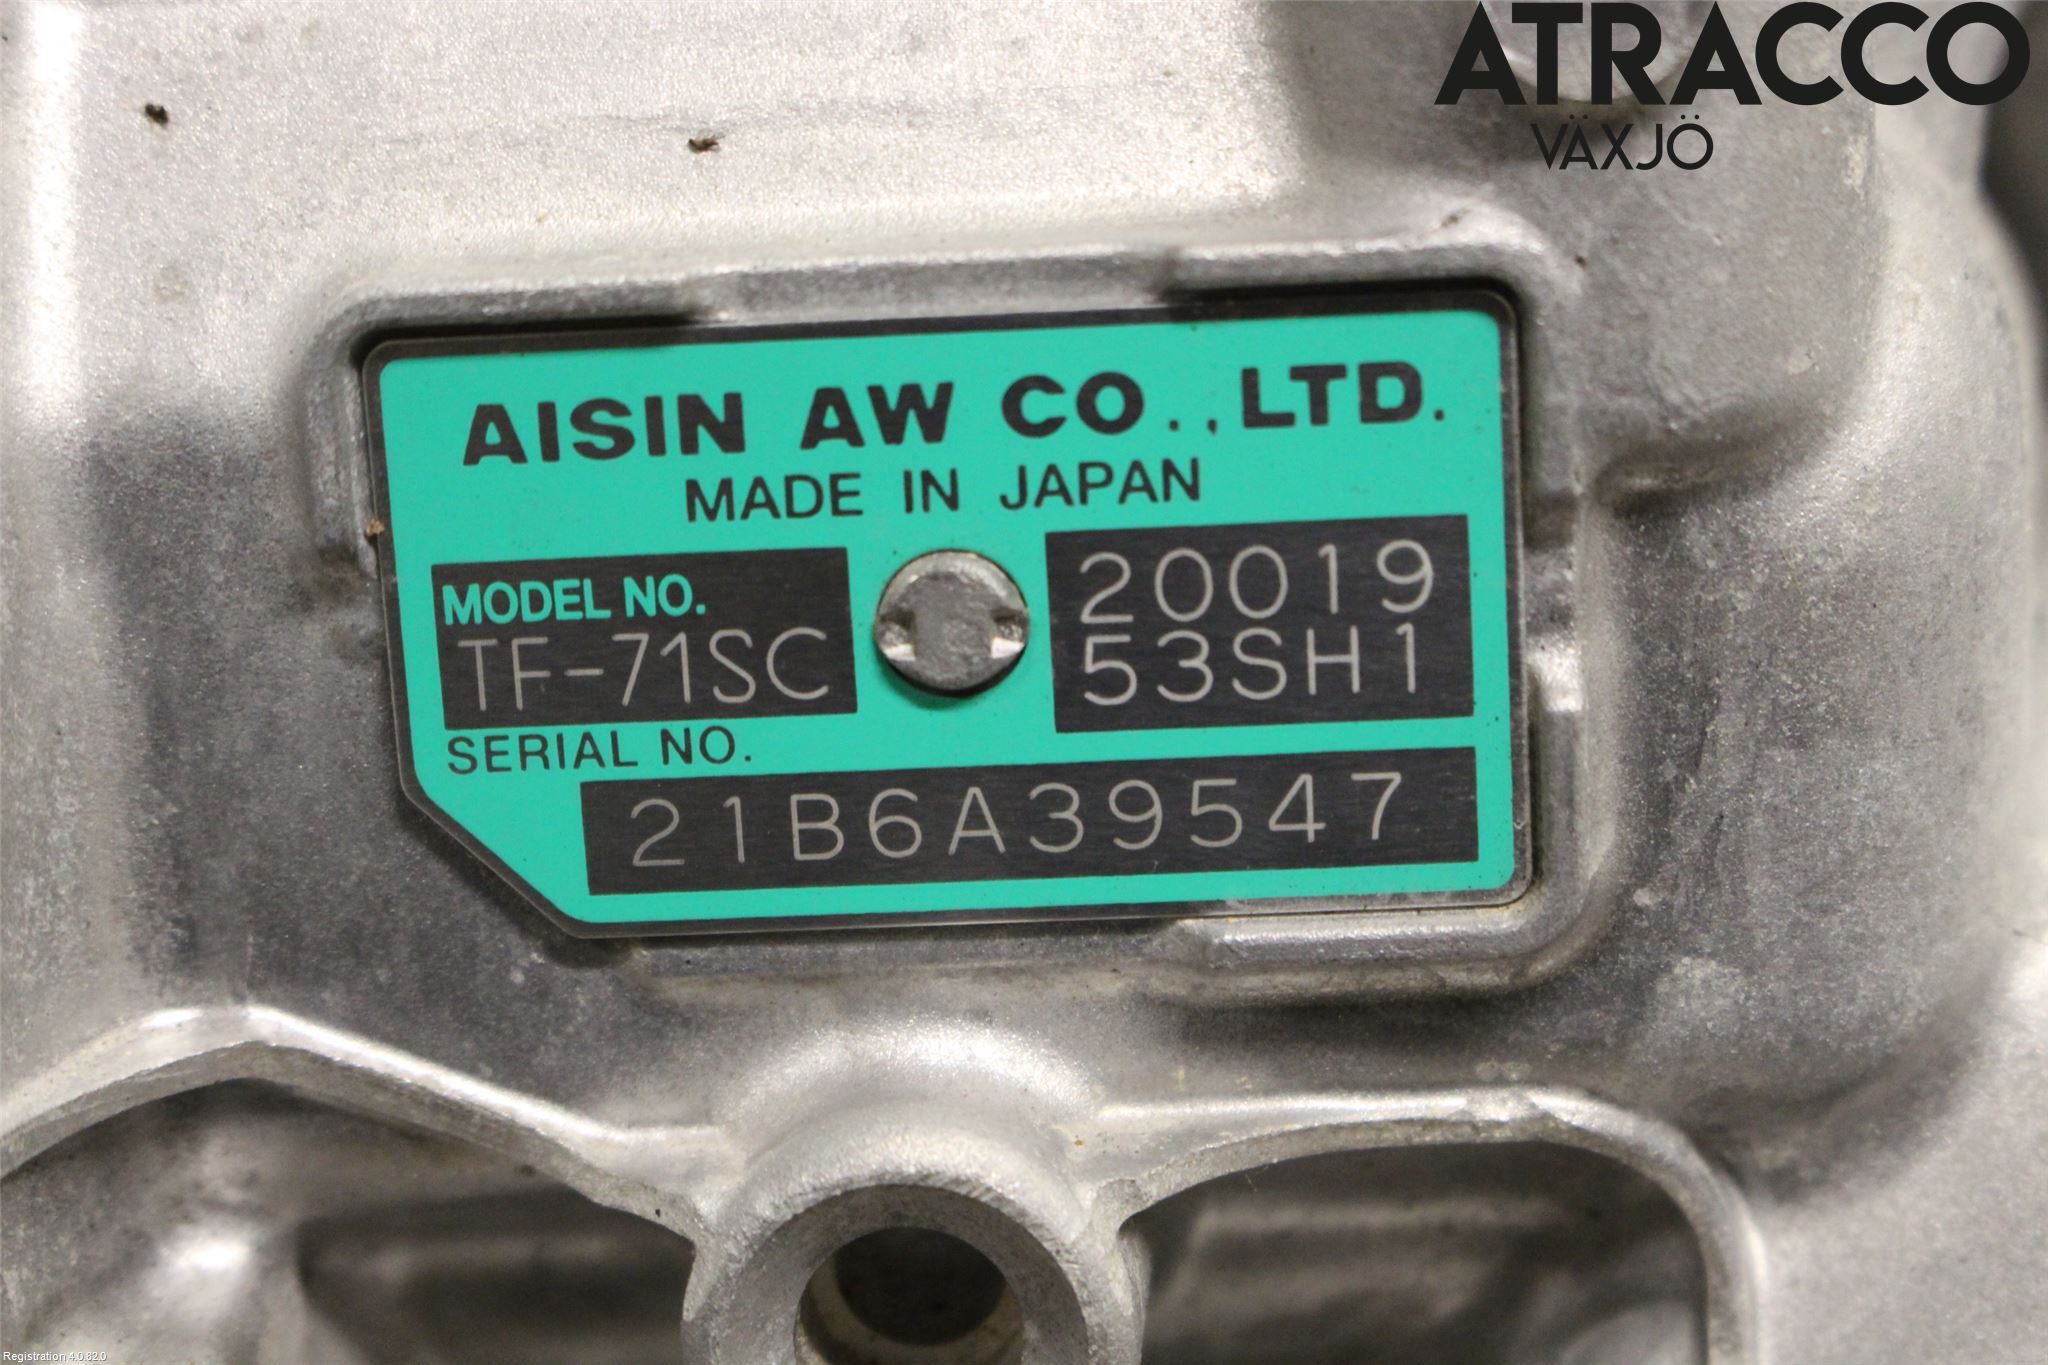 ATRACCO
VÄXJÖ
AISIN AW CO., LTD.
MADE IN JAPAN
MODEL NO.
TF-71SC
20019
53SH1
SERIAL NO.
21B6A39547
Registration 4.0.82.0